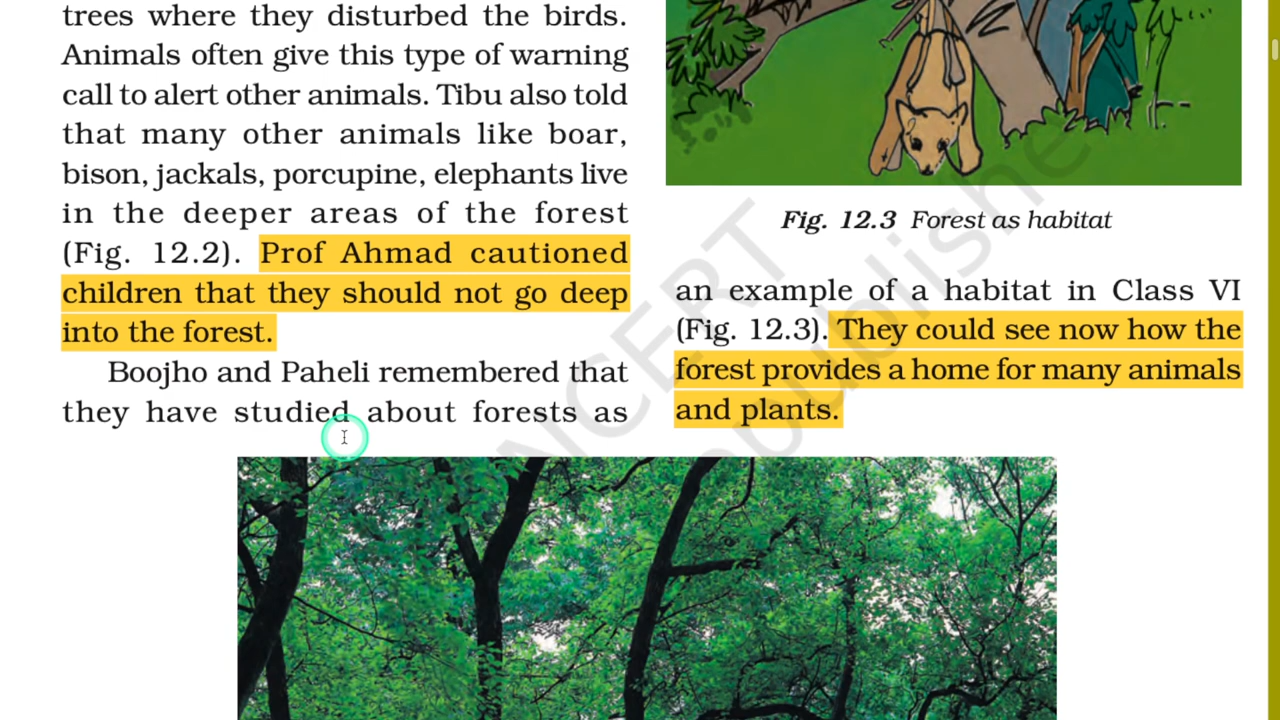 trees where they disturbed the birds.
Animals often give this type of warning
call to alert other animals. Tibu also told
that many other animals like boar,
bison, jackals, porcupine, elephants live
in the deeper areas of the forest
(Fig. 12.2). Prof Ahmad cautioned
children that they should not go deep
into the forest.
Boojho and Paheli remembered that
they have studied about forests as
Fig. 12.3 Forest as habitat
an example of a habitat in Class VI
(Fig. 12.3). They could see now how the
forest provides a home for many animals
and plants.
NCERT
publishe